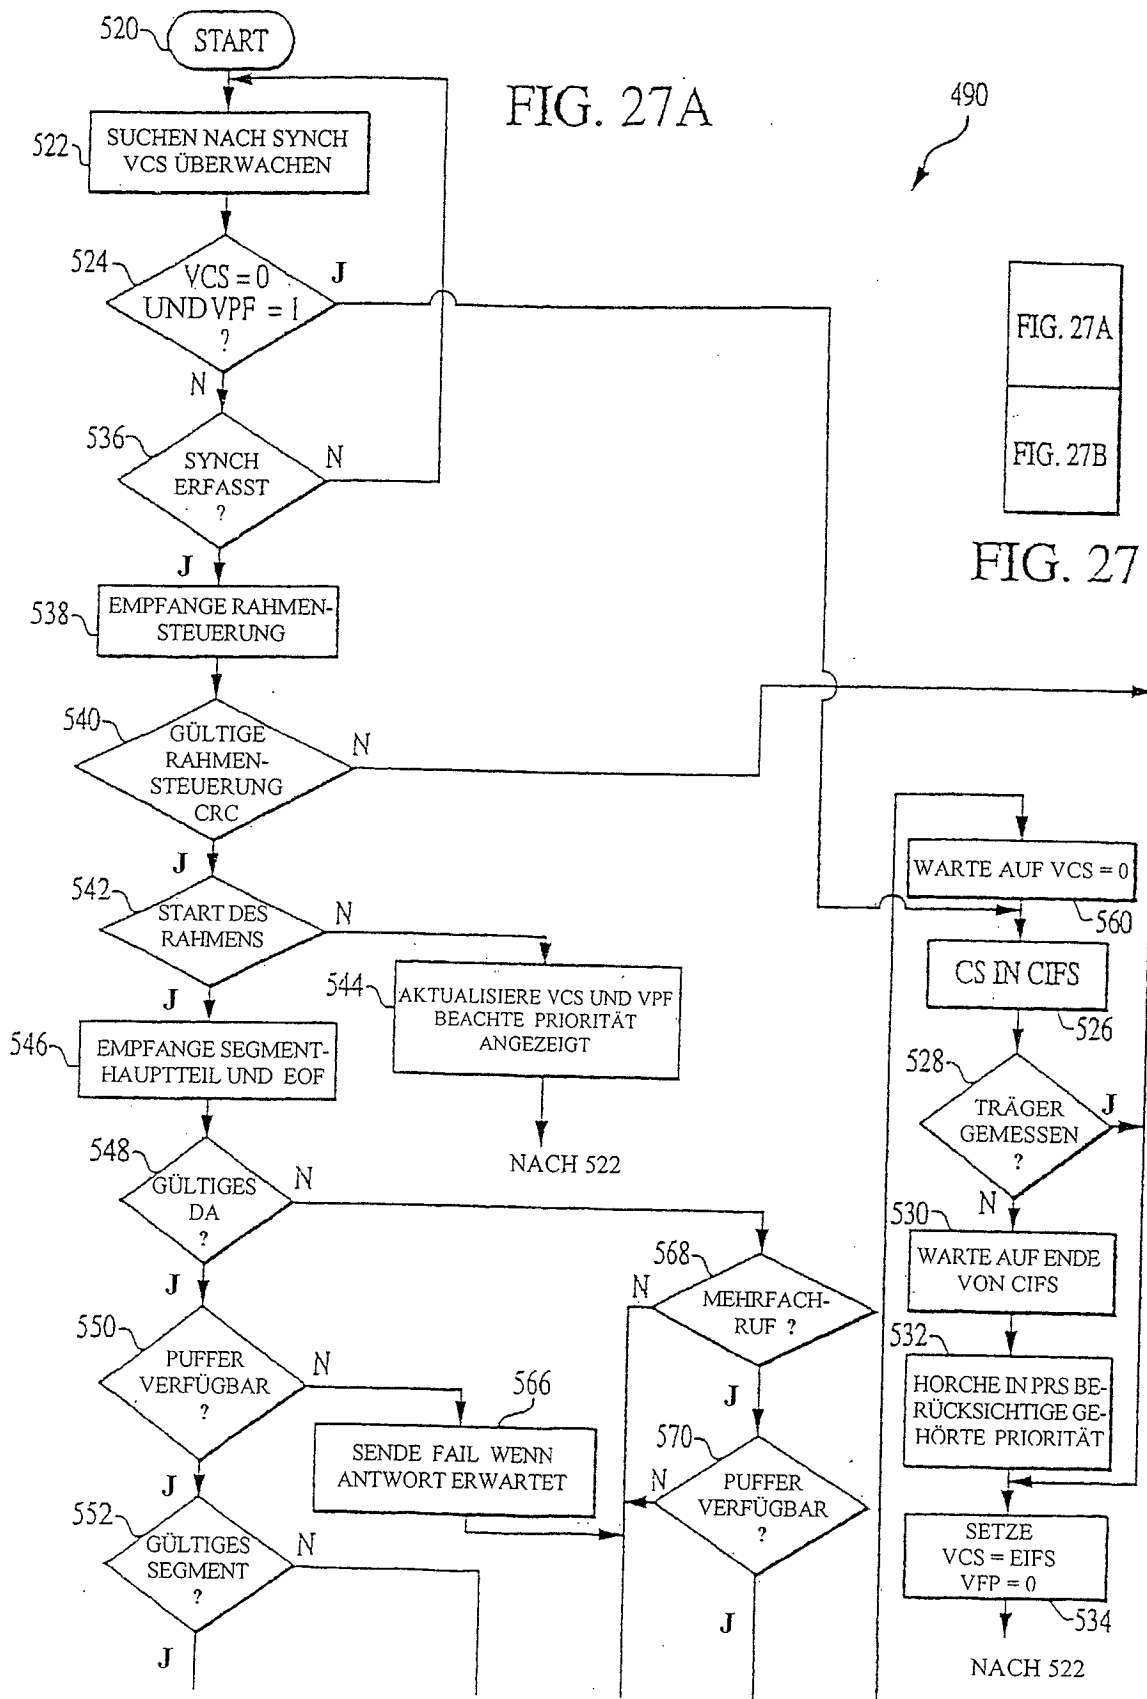 520
START
FIG. 27A
490
522
SUCHEN NACH SYNCH
VCS ÜBERWACHEN
524
VCS = 0
UND VPF = 1
?
J
N
FIG. 27A
FIG. 27B
FIG. 27
536
SYNCH
ERFASST
?
N
J
538
EMPFANGE RAHMEN-
STEUERUNG
540
GÜLTIGE
RAHMEN-
STEUERUNG
CRC
N
J
542
START DES
RAHMENS
N
J
544
AKTUALISIERE VCS UND VPF
BEACHTE PRIORITÄT
ANGEZEIGT
NACH 522
546
EMPFANGE SEGMENT-
HAUPTTEIL UND EOF
548
GÜLTIGES
DA
?
N
J
550
PUFFER
VERFÜGBAR
?
N
J
566
SENDE FAIL WENN
ANTWORT ERWARTET
552
GÜLTIGES
SEGMENT
?
N
J
568
N
MEHRFACH-
RUF ?
J
570
N
PUFFER
VERFÜGBAR
?
J
WARTE AUF VCS = 0
560
CS IN CIFS
526
528
TRÄGER
GEMESSEN
?
J
N
530
WARTE AUF ENDE
VON CIFS
532
HORCHE IN PRS BE-
RÜCKSICHTIGE GE-
HÖRTE PRIORITÄT
SETZE
VCS = EIFS
VFP = 0
534
NACH 522